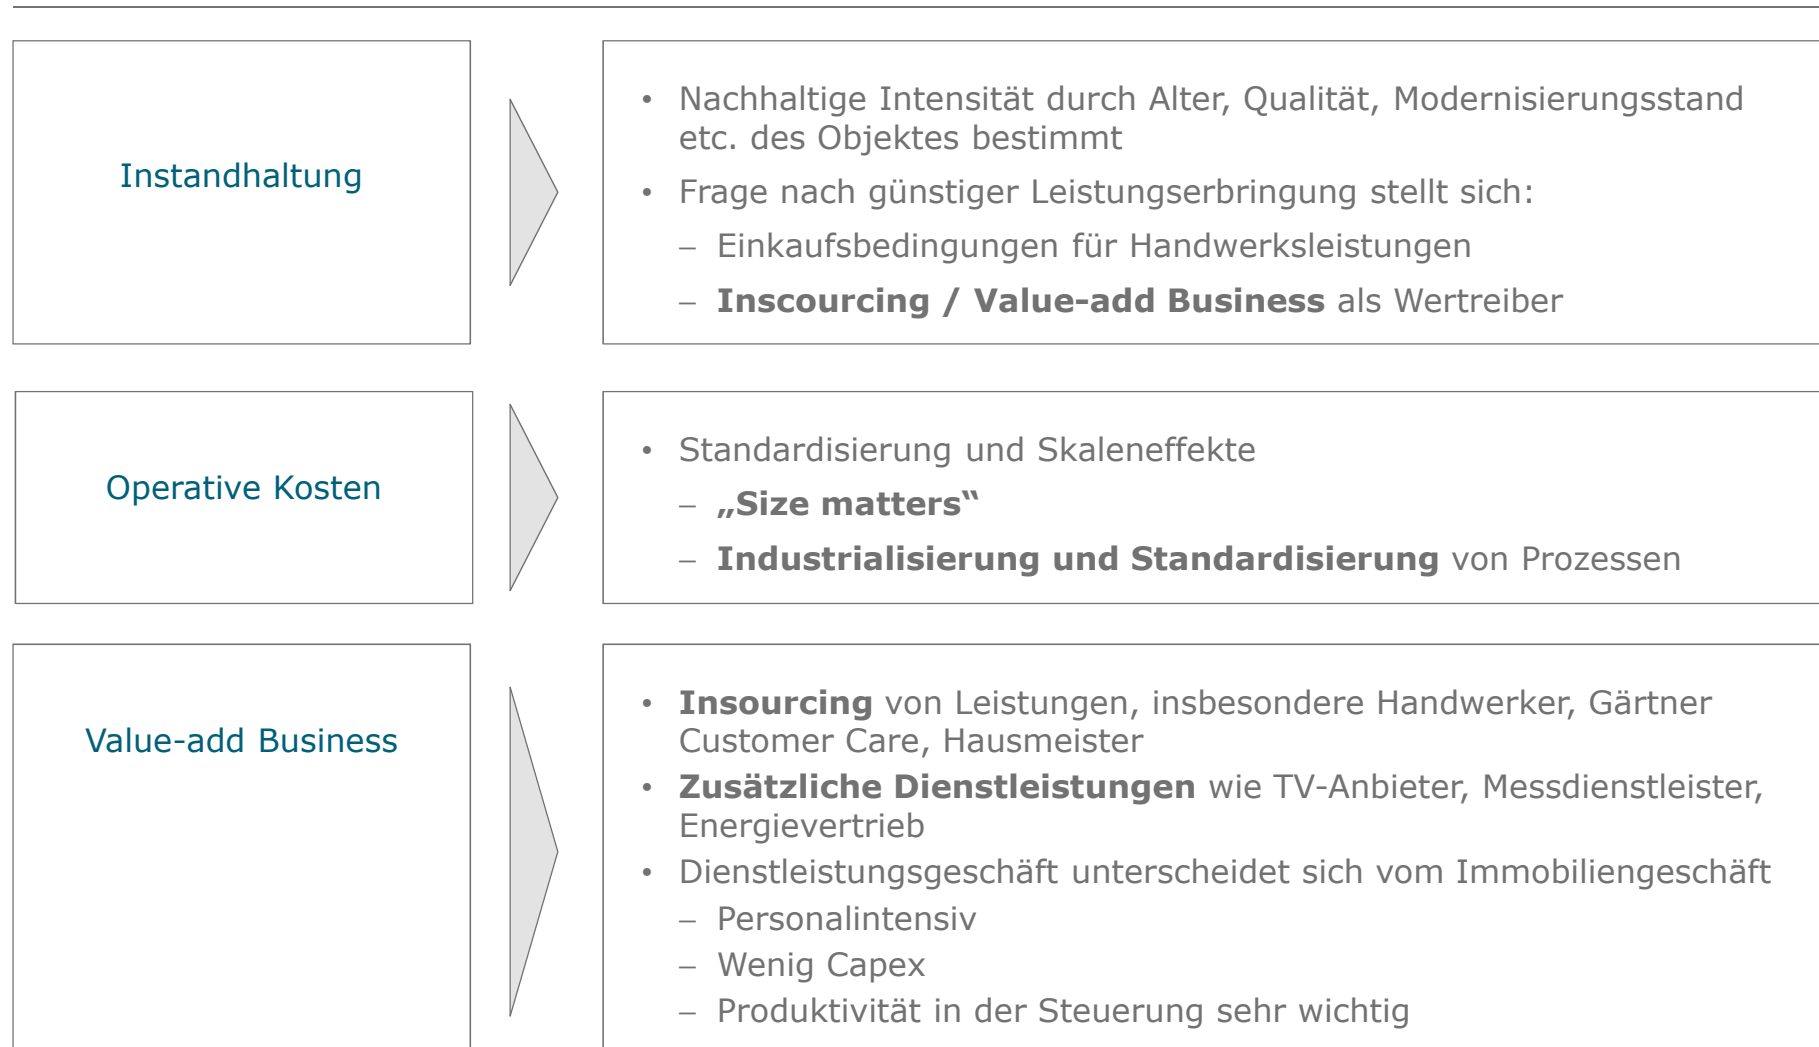 Instandhaltung
• Nachhaltige Intensität durch Alter, Qualität, Modernisierungsstand
etc. des Objektes bestimmt
• Frage nach günstiger Leistungserbringung stellt sich:
– Einkaufsbedingungen für Handwerksleistungen
– Inscourcing / Value-add Business als Wertreiber
Operative Kosten
• Standardisierung und Skaleneffekte
– „Size matters“
– Industrialisierung und Standardisierung von Prozessen
Value-add Business
• Insourcing von Leistungen, insbesondere Handwerker, Gärtner
Customer Care, Hausmeister
• Zusätzliche Dienstleistungen wie TV-Anbieter, Messdienstleister,
Energievertrieb
• Dienstleistungsgeschäft unterscheidet sich vom Immobiliengeschäft
– Personalintensiv
– Wenig Capex
– Produktivität in der Steuerung sehr wichtig